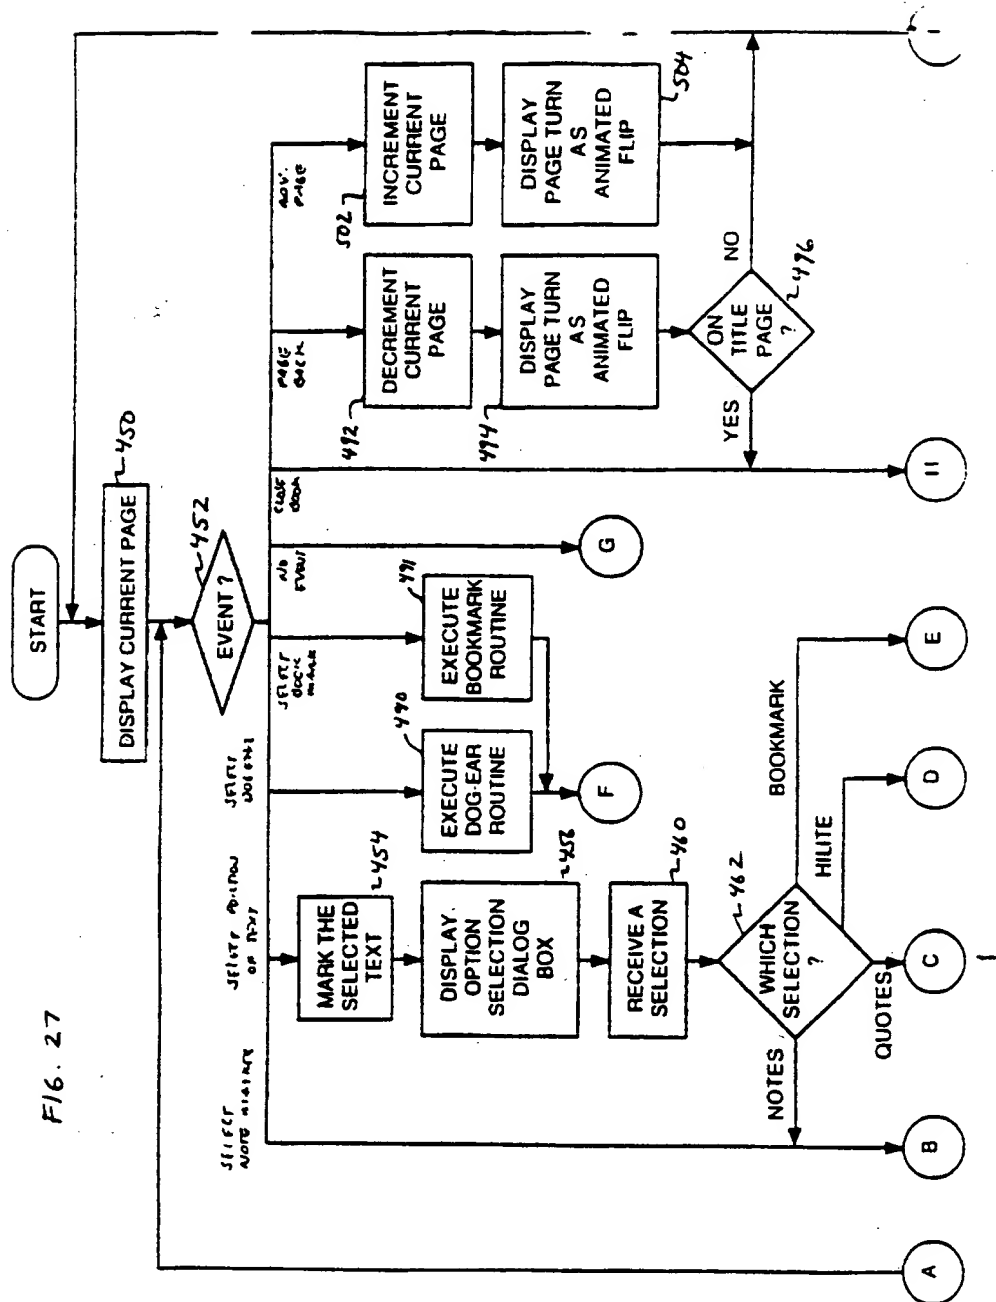 FIG. 27
START
DISPLAY CURRENT PAGE
450
EVENT ?
452
SELECT
NOTE
SELECT PORTION
OF TEXT
SELECT
DOG EAR
SELECT
BOOK
MARK
NO
EVENT
CLOSE
BOOK
PAGE
BACK
ADV.
PAGE
MARK THE
SELECTED
TEXT
454
DISPLAY
OPTION
SELECTION
DIALOG
BOX
RECEIVE A
SELECTION
460
WHICH
SELECTION
?
462
NOTES
QUOTES
HILITE
BOOKMARK
490
EXECUTE
DOG-EAR
ROUTINE
491
EXECUTE
BOOKMARK
ROUTINE
492
DECREMENT
CURRENT
PAGE
494
DISPLAY
PAGE TURN
AS
ANIMATED
FLIP
ON
TITLE
PAGE
?
496
YES
NO
502
INCREMENT
CURRENT
PAGE
DISPLAY
PAGE TURN
AS
ANIMATED
FLIP
504
A
B
C
D
E
F
G